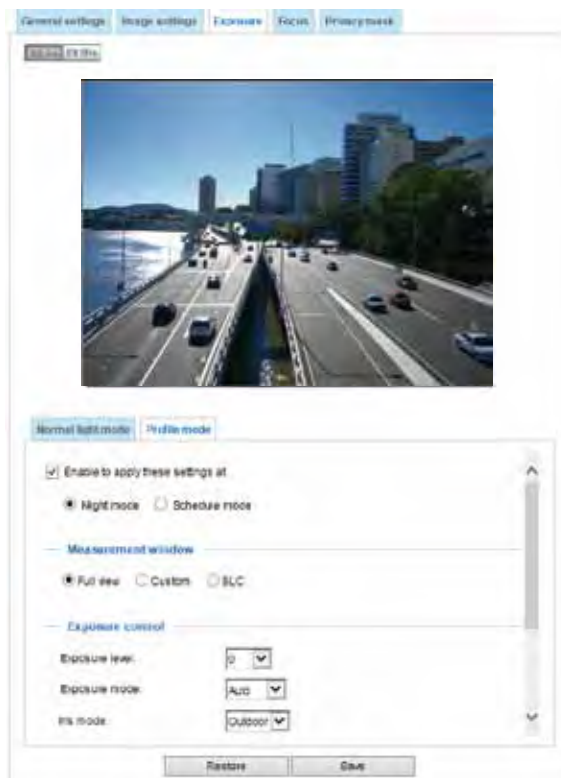 General settings Image settings Exposure Focus Privacy mask
Normal light mode Profile mode
Enable to apply these settings at
Night mode Schedule mode
Measurement window
Full view Custom BLC
Exposure control
Exposure level: 0
Exposure mode: Auto
Iris mode: Outdoor
Restore Save